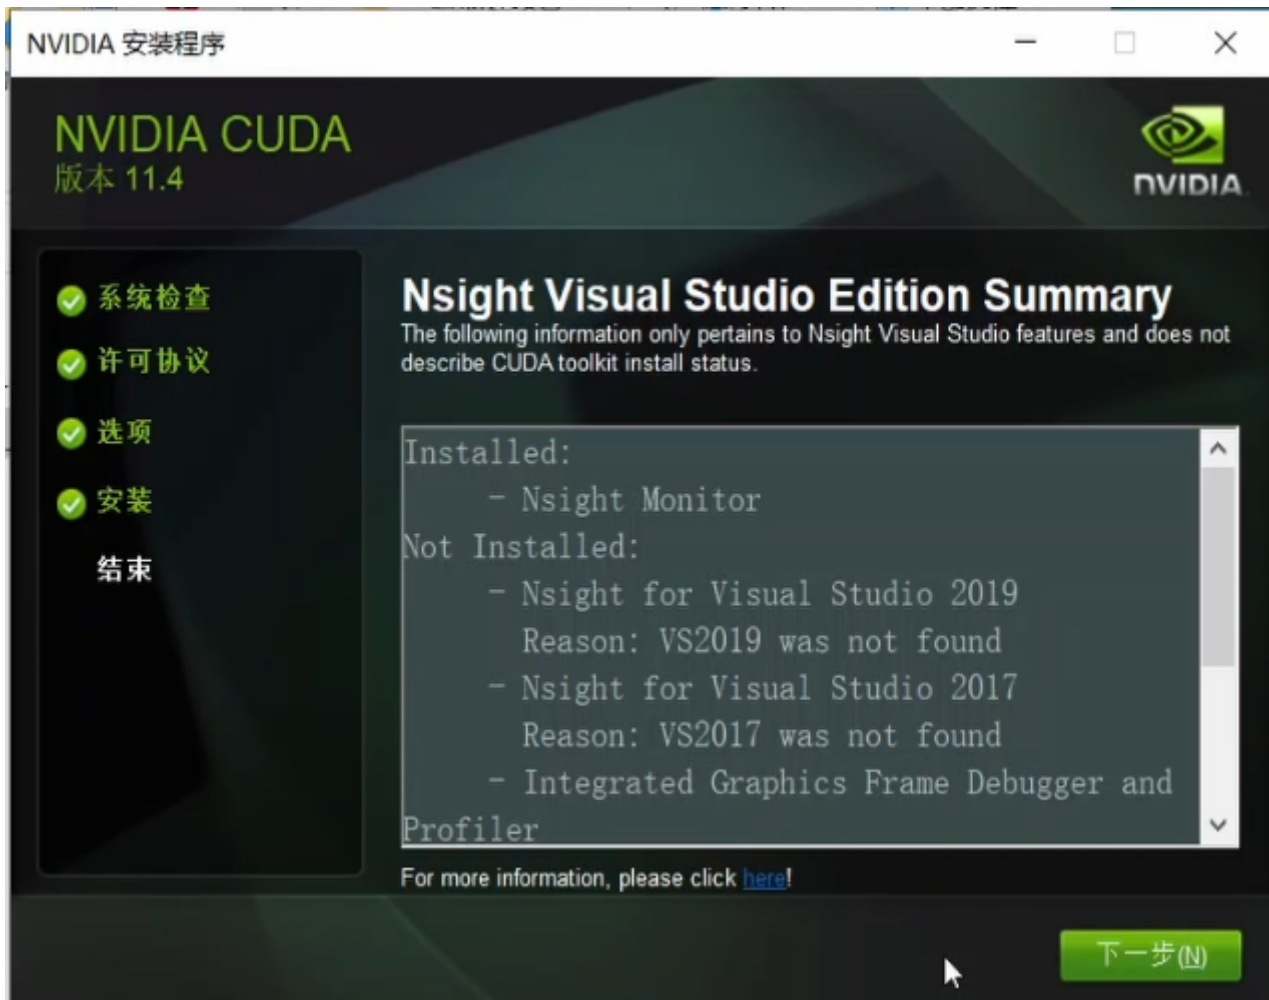 NVIDIA 安装程序
NVIDIA CUDA
版本 11.4
NVIDIA
系统检查
许可协议
选项
安装
结束
Nsight Visual Studio Edition Summary
The following information only pertains to Nsight Visual Studio features and does not
describe CUDA toolkit install status.
Installed:
- Nsight Monitor
Not Installed:
- Nsight for Visual Studio 2019
Reason: VS2019 was not found
- Nsight for Visual Studio 2017
Reason: VS2017 was not found
- Integrated Graphics Frame Debugger and
Profiler
For more information, please click here!
下一步(N)